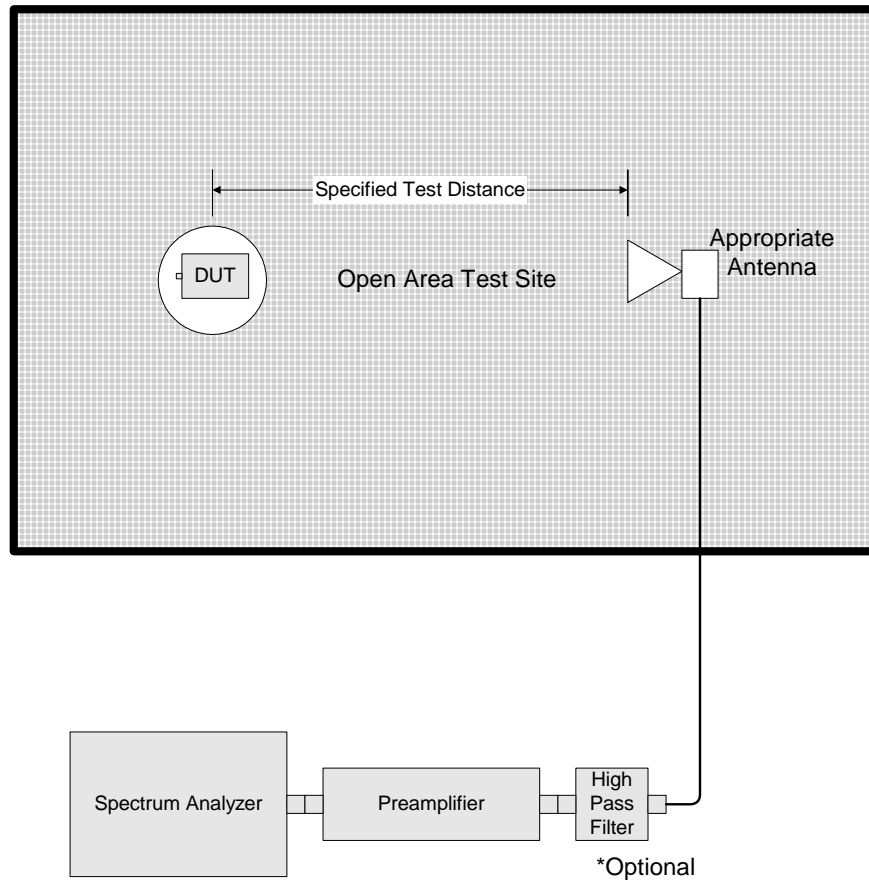 Specified Test Distance
DUT
Open Area Test Site
Appropriate
Antenna
Spectrum Analyzer
Preamplifier
High
Pass
Filter
*Optional